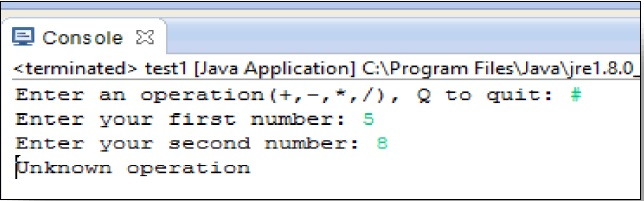 Console
<terminated> test1 [Java Application] C:\Program Files\Java\jre1.8.0_
Enter an operation(+,-,*,/), Q to quit: #
Enter your first number: 5
Enter your second number: 8
Unknown operation